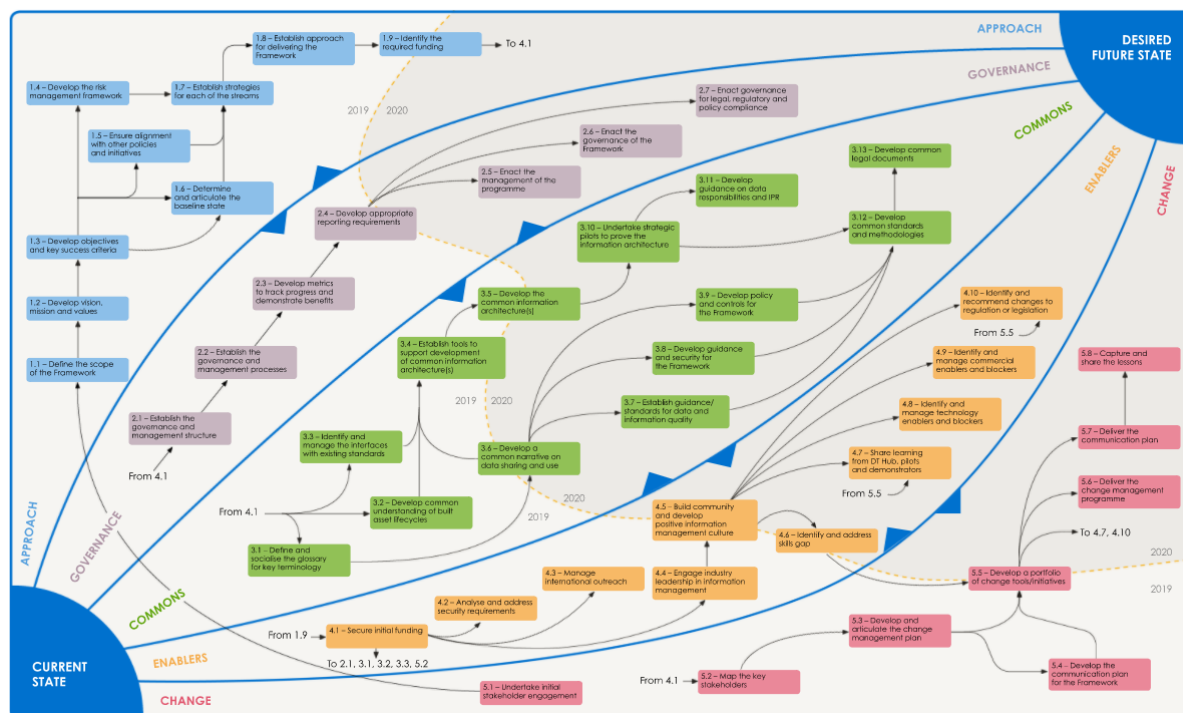 APPROACH
GOVERNANCE
COMMONS
ENABLERS
CHANGE
DESIRED
FUTURE STATE
1.8 – Establish approach
for delivering the
Framework
1.9 – Identify the
required funding
To 4.1
1.4 – Develop the risk
management framework
1.7 – Establish strategies
for each of the streams
2019
2020
2.7 – Enact governance
for legal, regulatory and
policy compliance
1.5 – Ensure alignment
with other policies
and initiatives
2.6 – Enact the
governance of the
Framework
3.13 – Develop common
legal documents
2.5 – Enact the
management of the
programme
3.11 – Develop
guidance on data
responsibilities and IPR
1.6 – Determine
and articulate the
baseline state
2.4 – Develop appropriate
reporting requirements
3.10 – Undertake strategic
pilots to prove the
information architecture
3.12 – Develop
common standards
and methodologies
1.3 – Develop objectives
and key success criteria
2.3 – Develop metrics
to track progress and
demonstrate benefits
3.5 – Develop the
common information
architecture(s)
3.9 – Develop policy
and controls for
the Framework
4.10 – Identify and
recommend changes to
regulation or legislation
From 5.5
1.2 – Develop vision,
mission and values
3.4 – Establish tools to
support development
of common information
architecture(s)
3.8 – Develop guidance
and security for
the Framework
4.9 – Identify and
manage commercial
enablers and blockers
5.8 – Capture and
share the lessons
1.1 – Define the scope
of the Framework
2.2 – Establish the
governance and
management processes
2019
2020
3.7 – Establish guidance/
standards for data and
information quality
4.8 – Identify and
manage technology
enablers and blockers
2.1 – Establish the
governance and
management structure
From 4.1
3.3 – Identify and
manage the interfaces
with existing standards
3.6 – Develop a
common narrative on
data sharing and use
4.7 – Share learning
from DT Hub, pilots
and demonstrators
From 5.5
5.7 – Deliver the
communication plan
From 4.1
3.2 – Develop common
understanding of built
asset lifecycles
2020
2019
4.5 – Build community
and develop
positive information
management culture
5.6 – Deliver the
change management
programme
3.1 – Define and
socialise the glossary
for key terminology
4.6 – Identify and address
skills gap
To 4.7, 4.10
2020
2019
4.3 – Manage
international outreach
4.4 – Engage industry
leadership in information
management
5.5 – Develop a portfolio
of change tools/initiatives
4.2 – Analyse and address
security requirements
From 1.9
4.1 – Secure initial funding
To 2.1, 3.1, 3.2, 3.3, 5.2
5.3 – Develop and
articulate the change
management plan
5.4 – Develop the
communication plan
for the Framework
From 4.1
5.2 – Map the key
stakeholders
5.1 – Undertake initial
stakeholder engagement
APPROACH
GOVERNANCE
COMMONS
ENABLERS
CHANGE
CURRENT
STATE